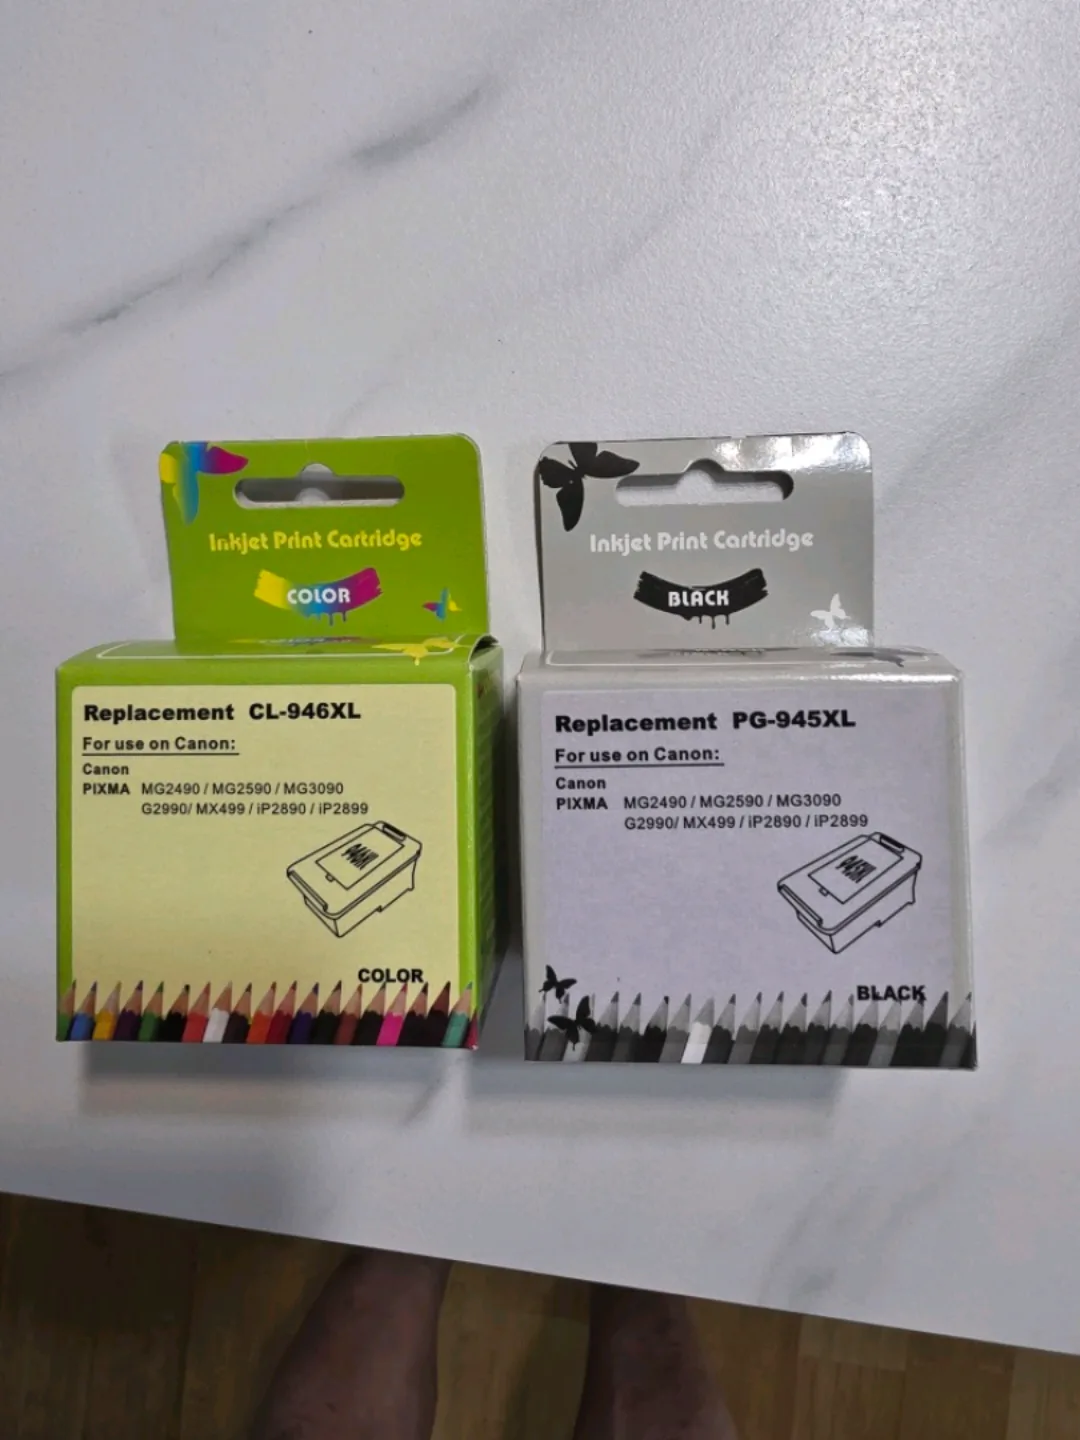 Inkjet Print Cartridge
COLOR
Replacement CL-946XL
For use on Canon:
Canon
PIXMA MG2490 / MG2590 / MG3090
G2990/ MX499 / iP2890 / iP2899
COLOR
Inkjet Print Cartridge
BLACK
Replacement PG-945XL
For use on Canon:
Canon
PIXMA MG2490 / MG2590 / MG3090
G2990/ MX499 / iP2890 / iP2899
BLACK